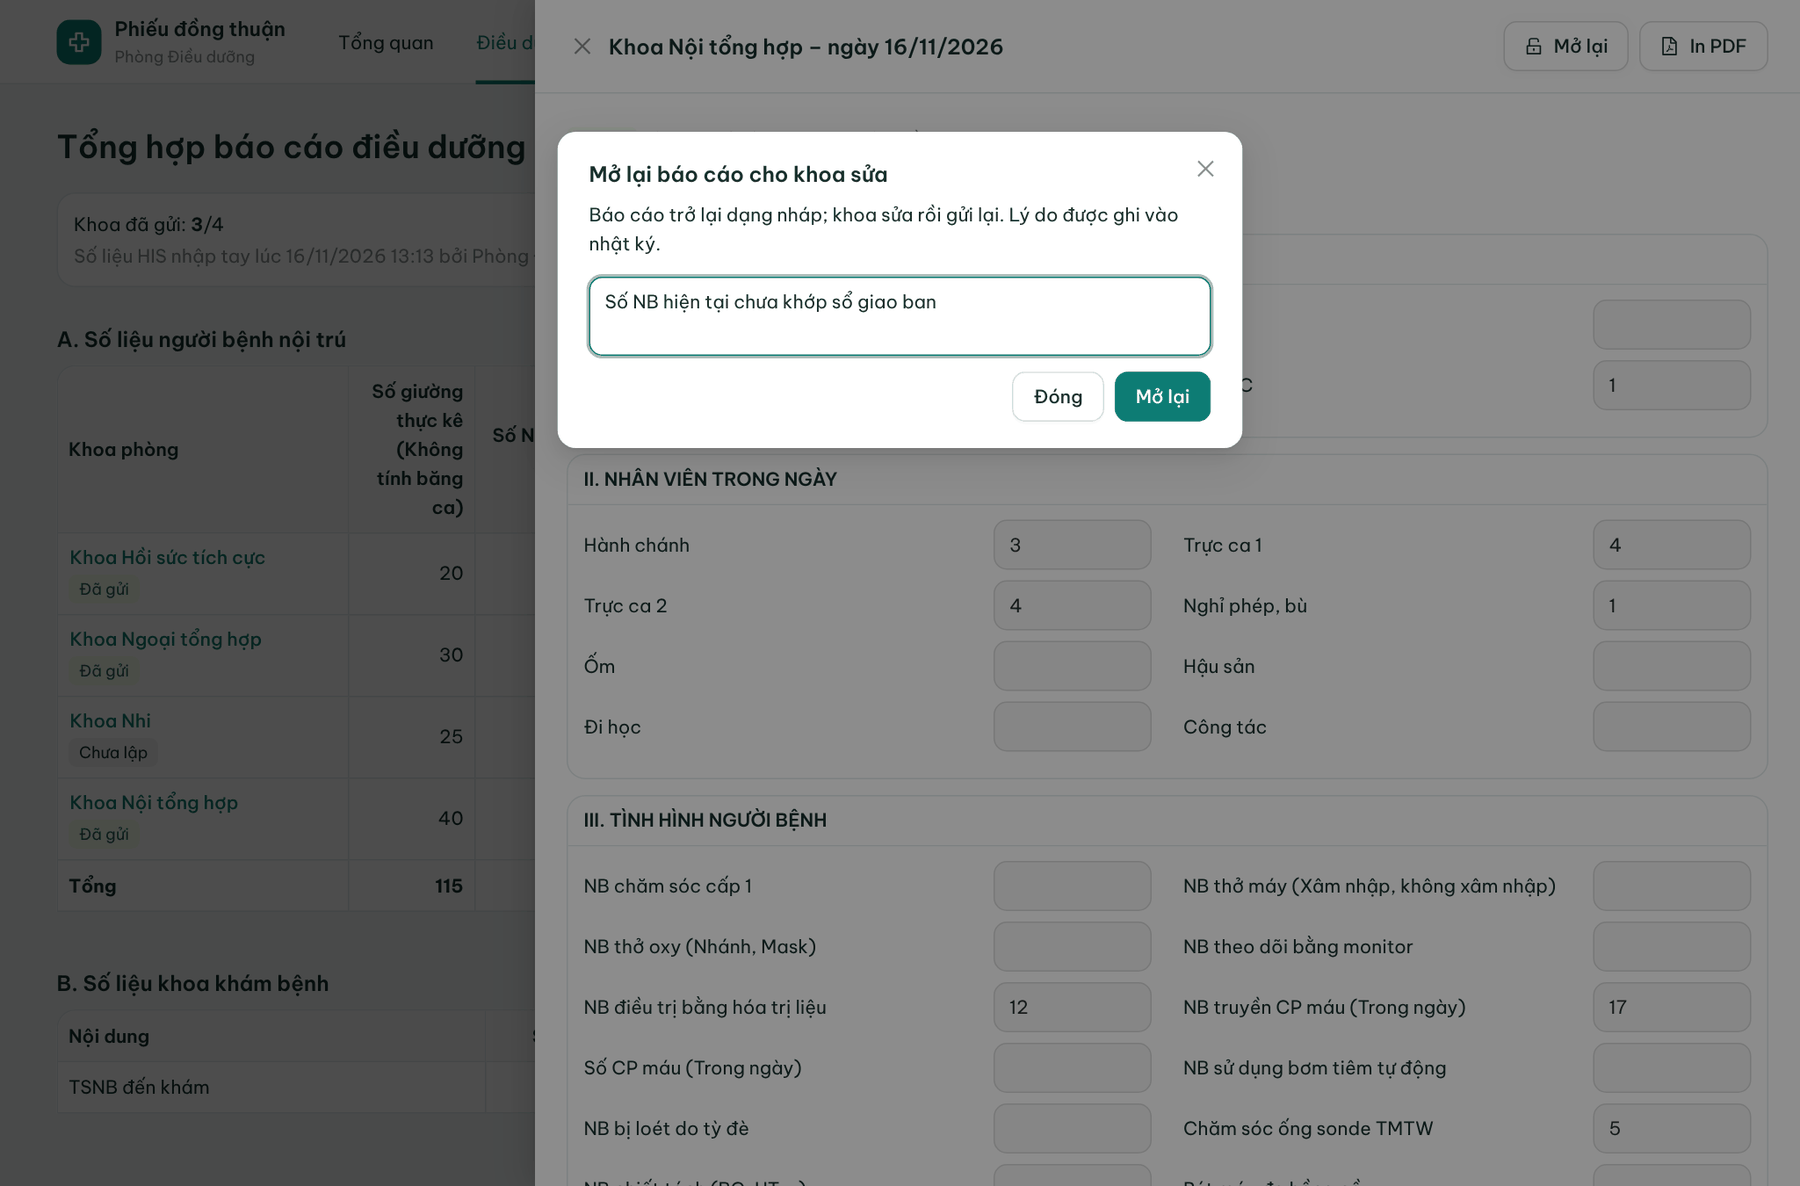 Phiếu đồng thuận
Phòng Điều dưỡng
Tổng quan
Điều d
Khoa Nội tổng hợp – ngày 16/11/2026
Mở lại
In PDF
Tổng hợp báo cáo điều dưỡng
Khoa đã gửi: 3/4
Số liệu HIS nhập tay lúc 16/11/2026 13:13 bởi Phòng
Mở lại báo cáo cho khoa sửa
Báo cáo trở lại dạng nháp; khoa sửa rồi gửi lại. Lý do được ghi vào
nhật ký.
Số NB hiện tại chưa khớp sổ giao ban
Đóng
Mở lại
C
1
A. Số liệu người bệnh nội trú
Khoa phòng
Số giường
thực kê
(Không
tính băng
ca)
Số N
Khoa Hồi sức tích cực
Đã gửi
20
Khoa Ngoại tổng hợp
Đã gửi
30
Khoa Nhi
Chưa lập
25
Khoa Nội tổng hợp
Đã gửi
40
Tổng
115
B. Số liệu khoa khám bệnh
Nội dung
TSNB đến khám
II. NHÂN VIÊN TRONG NGÀY
Hành chánh
3
Trực ca 1
4
Trực ca 2
4
Nghỉ phép, bù
1
Ốm
Hậu sản
Đi học
Công tác
III. TÌNH HÌNH NGƯỜI BỆNH
NB chăm sóc cấp 1
NB thở máy (Xâm nhập, không xâm nhập)
NB thở oxy (Nhánh, Mask)
NB theo dõi bằng monitor
NB điều trị bằng hóa trị liệu
12
NB truyền CP máu (Trong ngày)
17
Số CP máu (Trong ngày)
NB sử dụng bơm tiêm tự động
NB bị loét do tỳ đè
Chăm sóc ống sonde TMTW
5